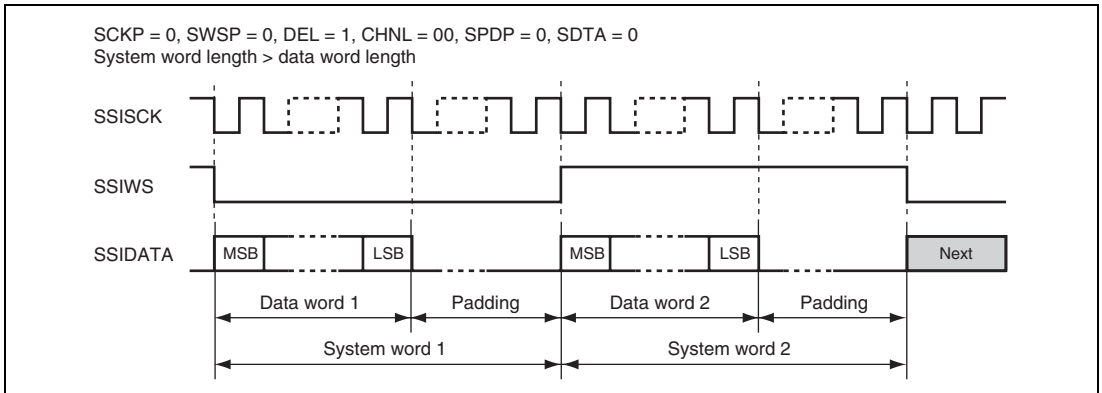 SCKP = 0, SWSP = 0, DEL = 1, CHNL = 00, SPDP = 0, SDTA = 0
System word length > data word length
SSISCK
SSIWS
SSIDATA MSB LSB MSB LSB Next
Data word 1 Padding Data word 2 Padding
System word 1 System word 2